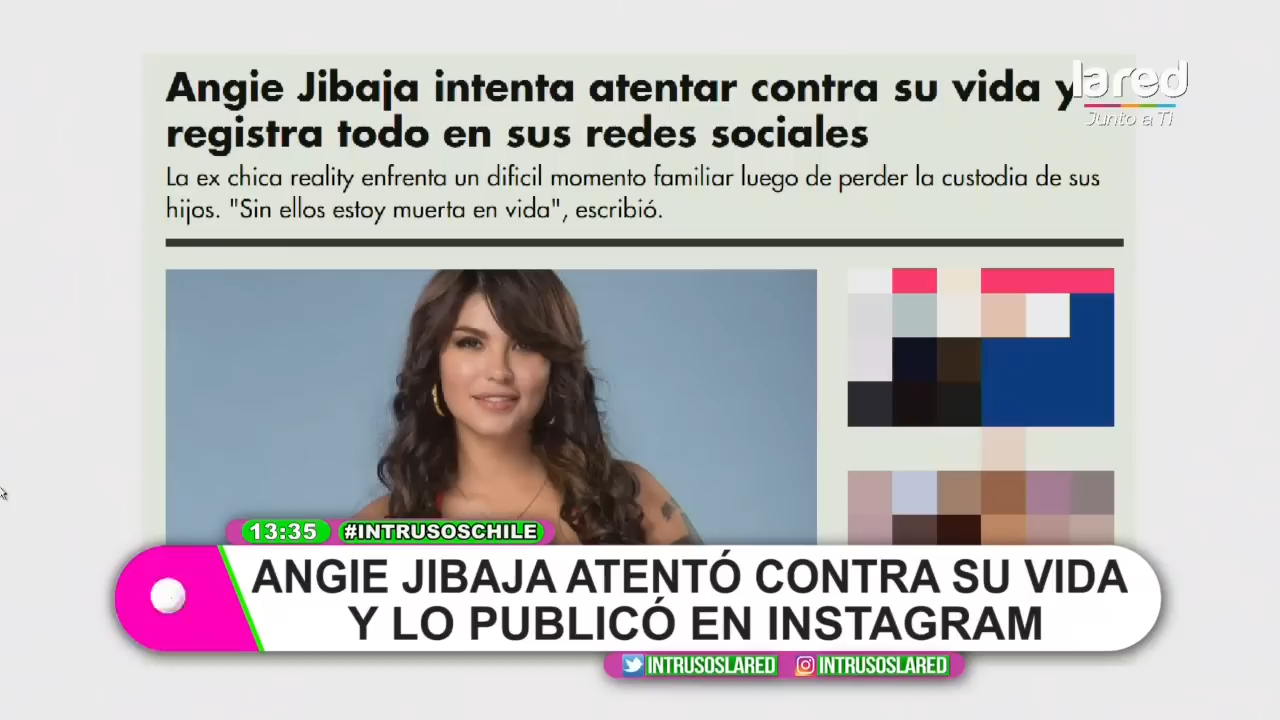 Angie Jibaja intenta atentar contra su vida y
registra todo en sus redes sociales
La ex chica reality enfrenta un dificil momento familiar luego de perder la custodia de sus
hijos. "Sin ellos estoy muerta en vida", escribió.
lared
Junto a Ti
13:35 #INTRUSOSCHILE
ANGIE JIBAJA ATENTÓ CONTRA SU VIDA
Y LO PUBLICÓ EN INSTAGRAM
INTRUSOSLARED INTRUSOSLARED